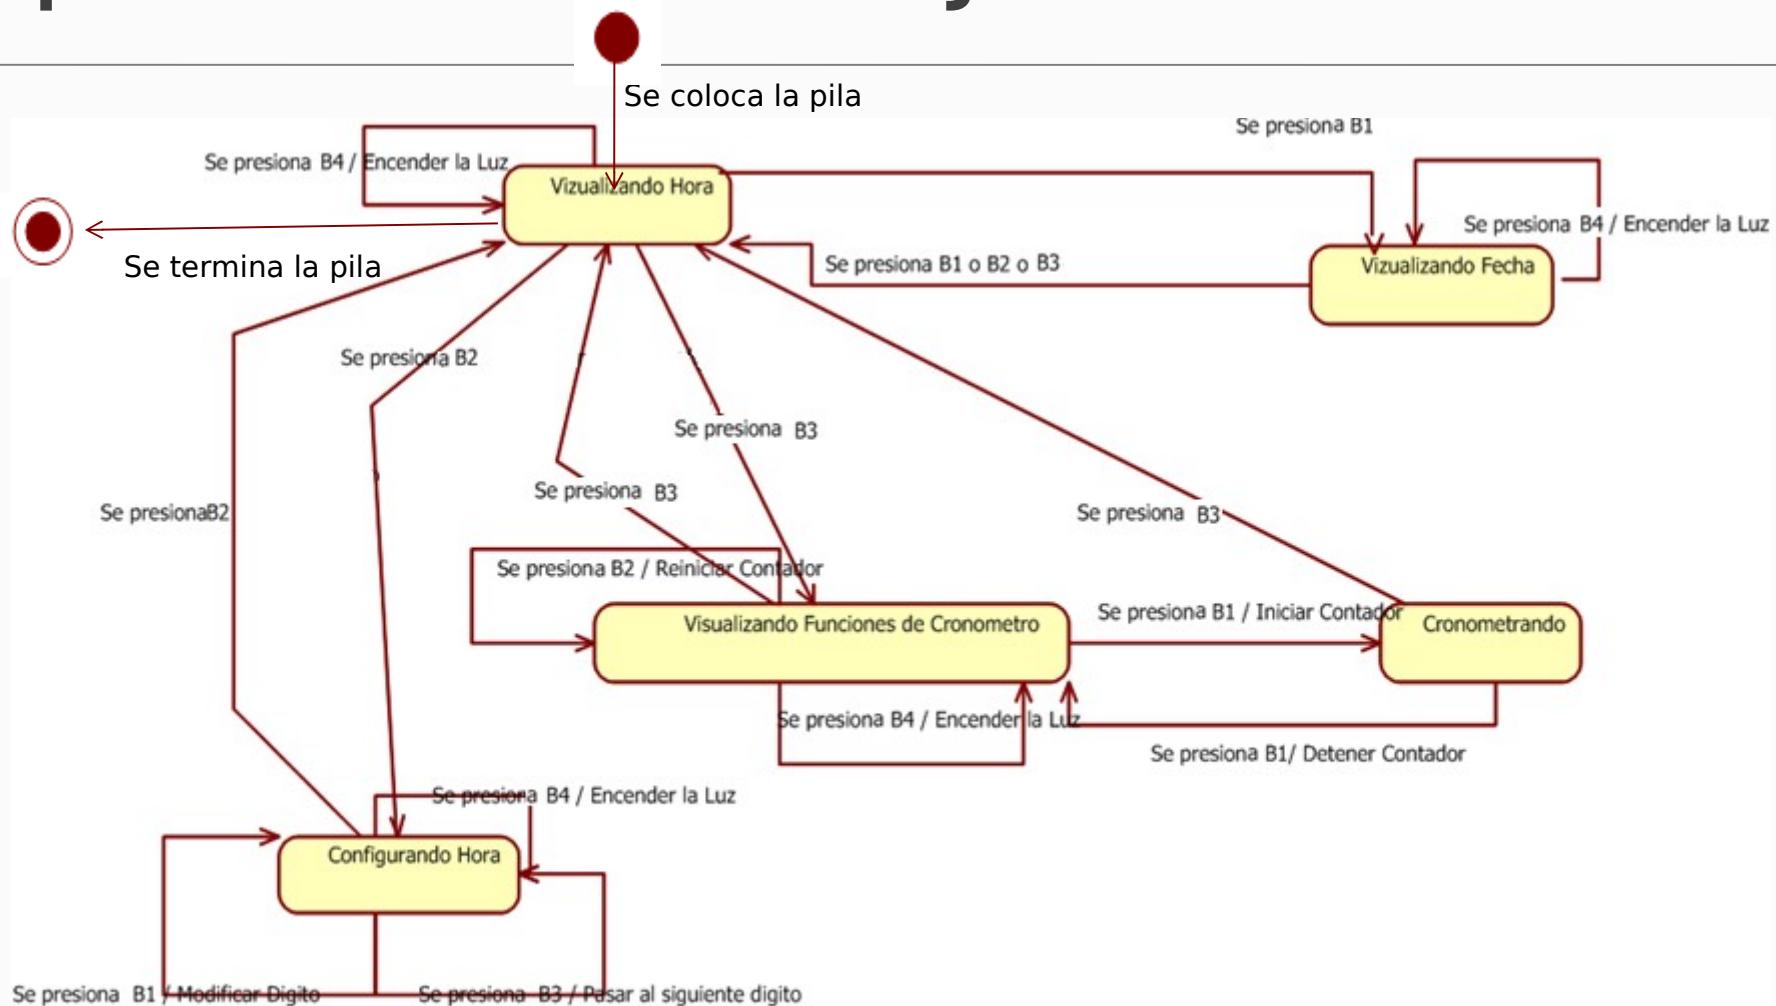 Se coloca la pila
Se presiona B1
Se presiona B4 / Encender la Luz
Vizualizando Hora
Se presiona B4 / Encender la Luz
Se termina la pila
Se presiona B1 o B2 o B3
Vizualizando Fecha
Se presiona B2
Se presiona B3
Se presiona B3
Se presionaB2
Se presiona B3
Se presiona B2 / Reiniciar Contador
Visualizando Funciones de Cronometro
Se presiona B1 / Iniciar Contador
Cronometrando
Se presiona B4 / Encender la Luz
Se presiona B1/ Detener Contador
Se presiona B4 / Encender la Luz
Configurando Hora
Se presiona B1 / Modificar Digito
Se presiona B3 / Pasar al siguiente digito